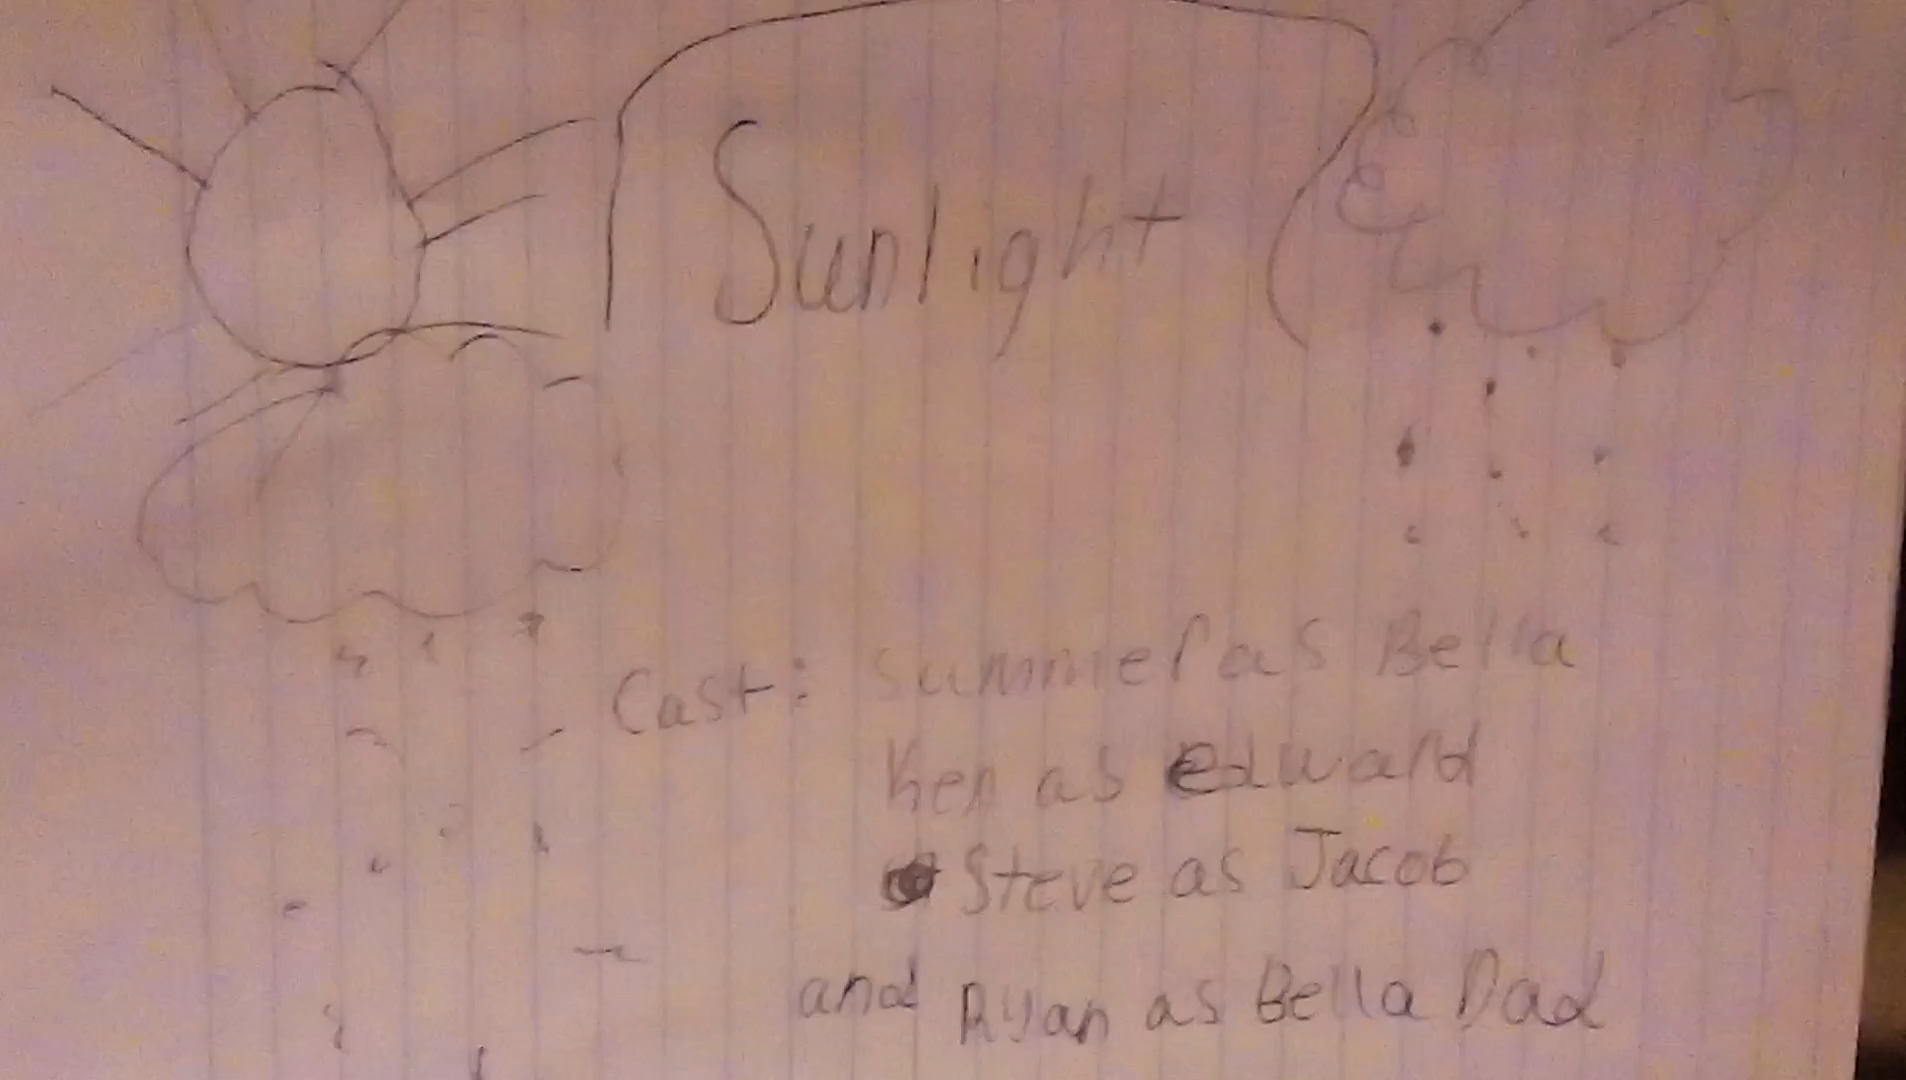 Sunlight
Cast: Summer as Bella
Ken as edward
Steve as Jacob
and Ryan as Bella Dad